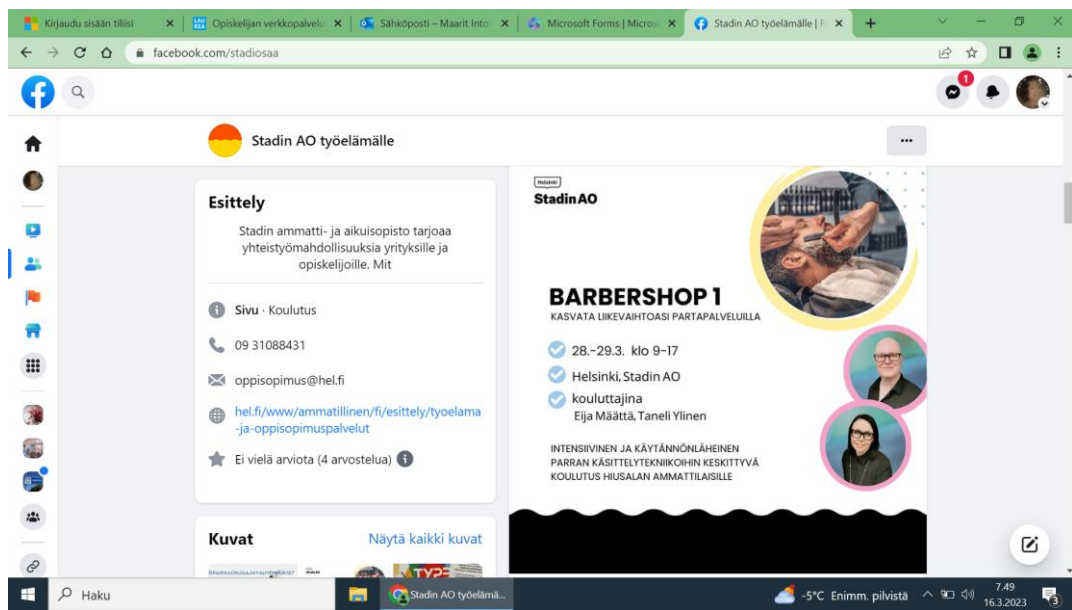 Kirjaudu sisään tiliisi
LAU
REA
Opiskelijan verkkopalvelu
Sähköposti – Maarit Into
Microsoft Forms | Micros
Stadin AO työelämälle | F
facebook.com/stadiosaa
1
Stadin AO työelämälle
Esittely
Stadin ammatti- ja aikuisopisto tarjoaa
yhteistyömahdollisuuksia yrityksille ja
opiskelijoille. Mit
Sivu · Koulutus
09 31088431
oppisopimus@hel.fi
hel.fi/www/ammatillinen/fi/esittely/tyoelama
-ja-oppisopimuspalvelut
Ei vielä arviota (4 arvostelua)
Kuvat
Näytä kaikki kuvat
TYPE
Helsinki
Stadin AO
BARBERSHOP 1
KASVATA LIIKEVAIHTOASI PARTAPALVELUILLA
28.–29.3. klo 9–17
Helsinki, Stadin AO
kouluttajina
Eija Määttä, Taneli Ylinen
INTENSIIVINEN JA KÄYTÄNNÖNLÄHEINEN
PARRAN KÄSITTELYTEKNIIKOIHIN KESKITTYVÄ
KOULUTUS HIUSALAN AMMATTILAISILLE
Haku
Stadin AO työelämä...
-5°C Enimm. pilvistä
7.49
16.3.2023
3